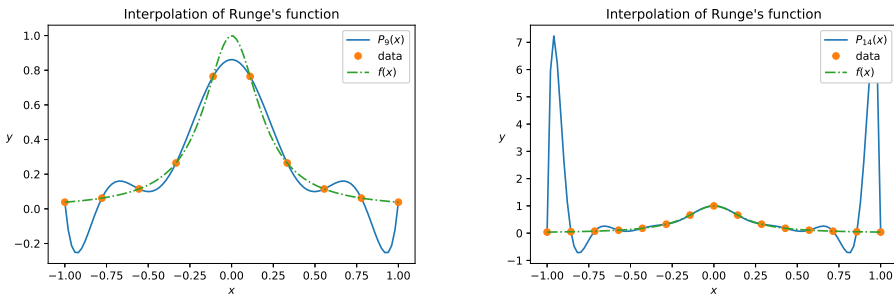 Interpolation of Runge's function
P₉(x)
data
f(x)
1.0
0.8
0.6
0.4
0.2
0.0
−0.2
y
−1.00 −0.75 −0.50 −0.25 0.00 0.25 0.50 0.75 1.00
x
Interpolation of Runge's function
P₁₄(x)
data
f(x)
7
6
5
4
3
2
1
0
−1
y
−1.00 −0.75 −0.50 −0.25 0.00 0.25 0.50 0.75 1.00
x